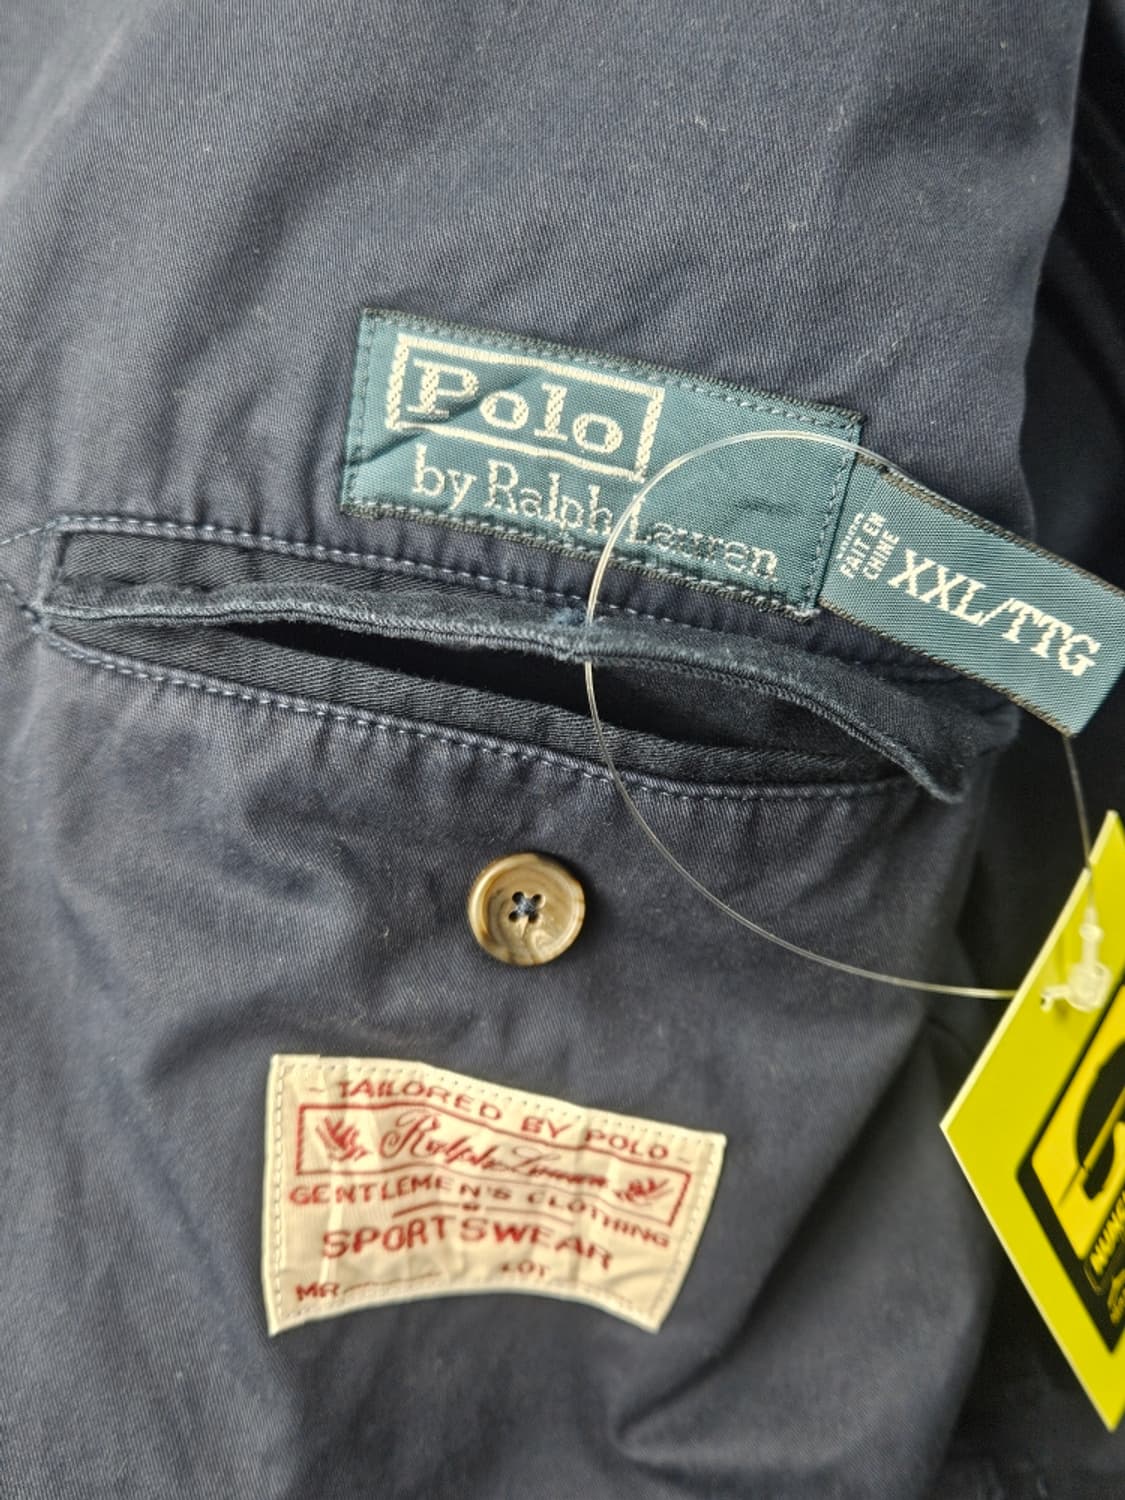 Polo
by Ralph Lauren
FAIT EN
CHINE
XXL/TTG
- TAILORED BY POLO -
Ralph Lauren
GENTLEMEN'S CLOTHING
SPORTSWEAR
MR LOT